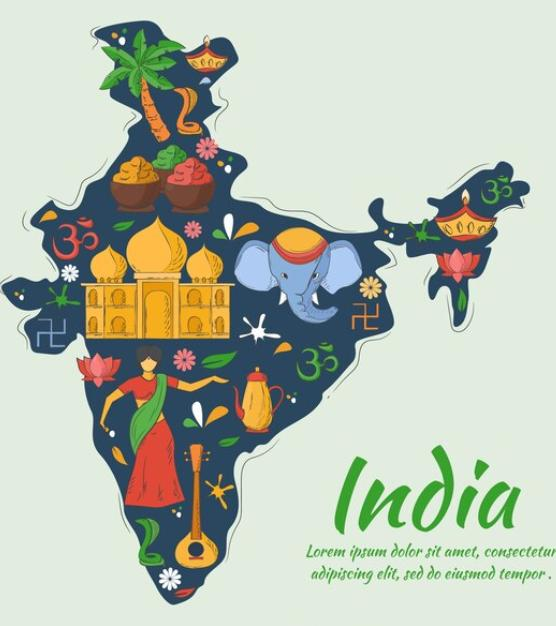 ॐ
ॐ
ॐ
India
Lorem ipsum dolor sit amet, consectetur
adipiscing elit, sed do eiusmod tempor .